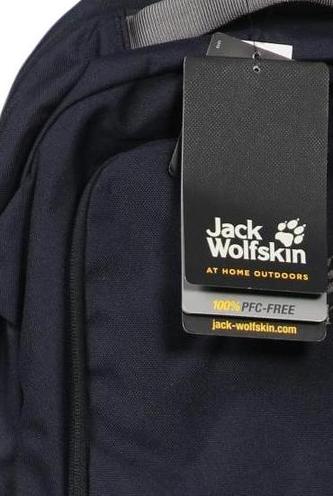 Jack
Wolfskin
AT HOME OUTDOORS
100% PFC-FREE
jack-wolfskin.com